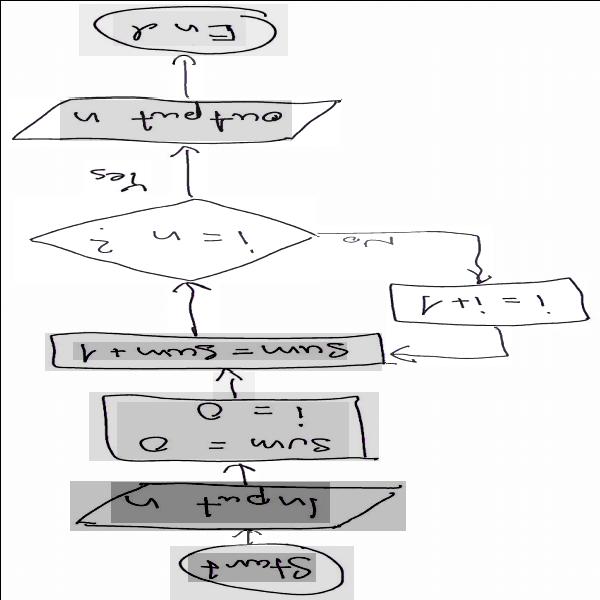 Start
Input n
sum = 0
i = 0
sum = sum + 1
i = i + 1
i = n ?
No
Yes
output n
End